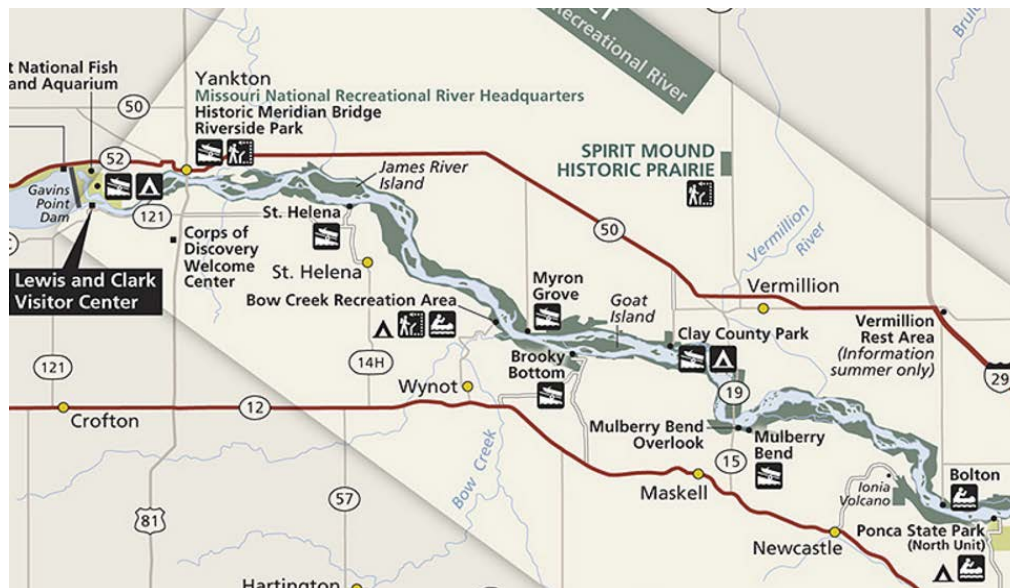 CT
Recreational River
t National Fish
and Aquarium
50
52
Yankton
Missouri National Recreational River Headquarters
Historic Meridian Bridge
Riverside Park
SPIRIT MOUND
HISTORIC PRAIRIE
James River
Island
Gavins
Point
Dam
121
St. Helena
Corps of
Discovery
Welcome
Center
Lewis and Clark
Visitor Center
St. Helena
50
Vermillion
River
Bow Creek Recreation Area
Myron
Grove
Goat
Island
Vermillion
Clay County Park
Vermillion
Rest Area
(Information
summer only)
29
Brooky
Bottom
14H
121
Wynot
19
Crofton
12
Mulberry Bend
Overlook
Mulberry
Bend
15
Bow Creek
Maskell
Ionia
Volcano
Bolton
57
81
Newcastle
Ponca State Park
(North Unit)
Hartington